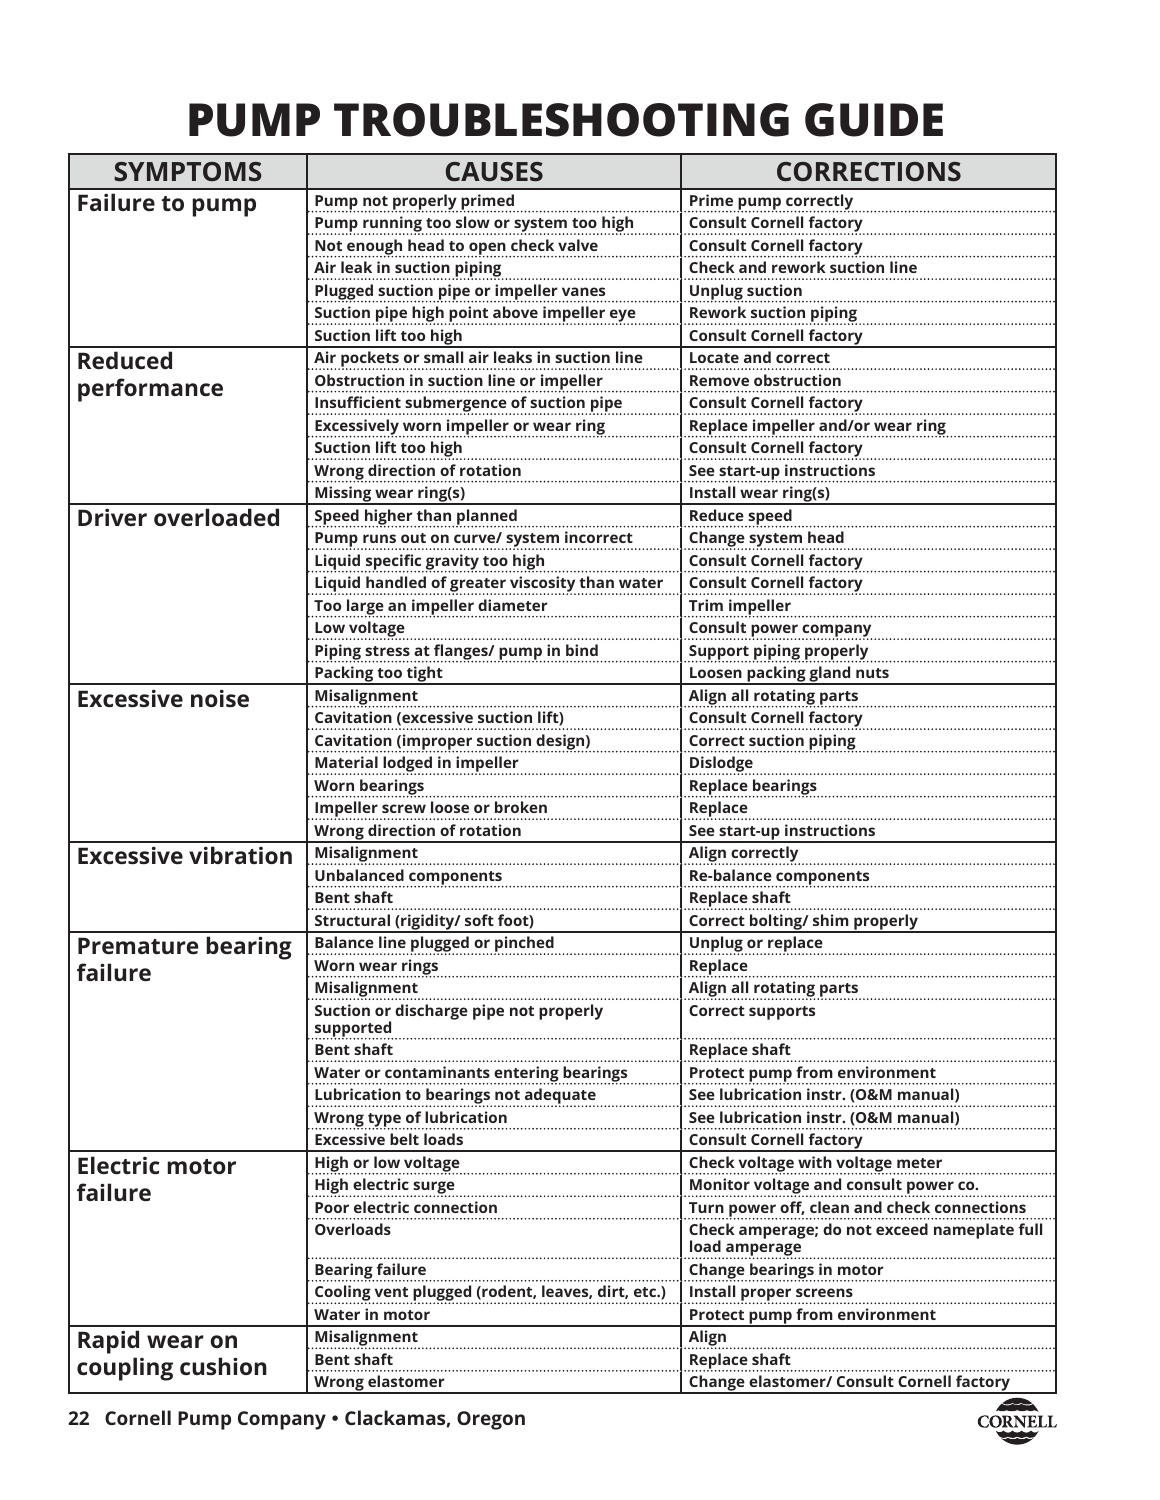 PUMP TROUBLESHOOTING GUIDE
SYMPTOMS CAUSES CORRECTIONS
Failure to pump Pump not properly primed Prime pump correctly
Pump running too slow or system too high Consult Cornell factory
Not enough head to open check valve Consult Cornell factory
Air leak in suction piping Check and rework suction line
Plugged suction pipe or impeller vanes Unplug suction
Suction pipe high point above impeller eye Rework suction piping
Suction lift too high Consult Cornell factory
Reduced Air pockets or small air leaks in suction line Locate and correct
performance Obstruction in suction line or impeller Remove obstruction
Insufficient submergence of suction pipe Consult Cornell factory
Excessively worn impeller or wear ring Replace impeller and/or wear ring
Suction lift too high Consult Cornell factory
Wrong direction of rotation See start-up instructions
Missing wear ring(s) Install wear ring(s)
Driver overloaded Speed higher than planned Reduce speed
Pump runs out on curve/ system incorrect Change system head
Liquid specific gravity too high Consult Cornell factory
Liquid handled of greater viscosity than water Consult Cornell factory
Too large an impeller diameter Trim impeller
Low voltage Consult power company
Piping stress at flanges/ pump in bind Support piping properly
Packing too tight Loosen packing gland nuts
Excessive noise Misalignment Align all rotating parts
Cavitation (excessive suction lift) Consult Cornell factory
Cavitation (improper suction design) Correct suction piping
Material lodged in impeller Dislodge
Worn bearings Replace bearings
Impeller screw loose or broken Replace
Wrong direction of rotation See start-up instructions
Excessive vibration Misalignment Align correctly
Unbalanced components Re-balance components
Bent shaft Replace shaft
Structural (rigidity/ soft foot) Correct bolting/ shim properly
Premature bearing Balance line plugged or pinched Unplug or replace
failure Worn wear rings Replace
Misalignment Align all rotating parts
Suction or discharge pipe not properly Correct supports
supported
Bent shaft Replace shaft
Water or contaminants entering bearings Protect pump from environment
Lubrication to bearings not adequate See lubrication instr. (O&M manual)
Wrong type of lubrication See lubrication instr. (O&M manual)
Excessive belt loads Consult Cornell factory
Electric motor High or low voltage Check voltage with voltage meter
failure High electric surge Monitor voltage and consult power co.
Poor electric connection Turn power off, clean and check connections
Overloads Check amperage; do not exceed nameplate full
load amperage
Bearing failure Change bearings in motor
Cooling vent plugged (rodent, leaves, dirt, etc.) Install proper screens
Water in motor Protect pump from environment
Rapid wear on Misalignment Align
coupling cushion Bent shaft Replace shaft
Wrong elastomer Change elastomer/ Consult Cornell factory
22 Cornell Pump Company • Clackamas, Oregon
CORNELL